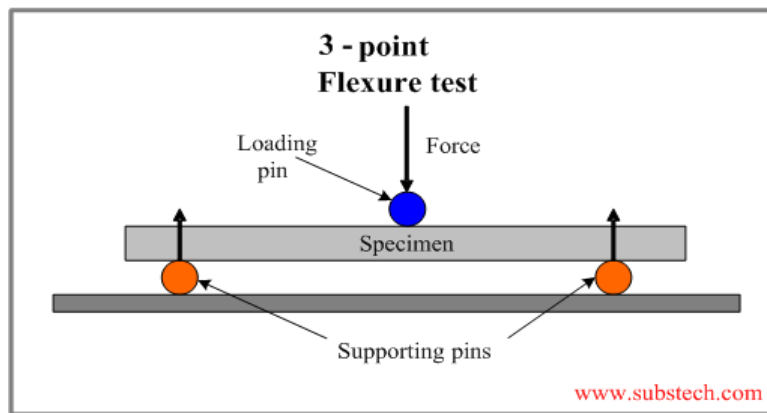 3 - point
Flexure test
Loading
pin
Force
Specimen
Supporting pins
www.substech.com